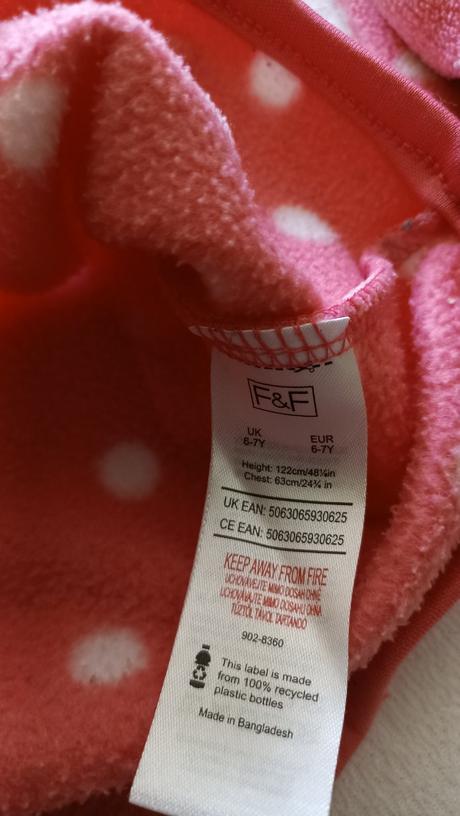 F&F
UK EUR
6-7Y 6-7Y
Height: 122cm/48⅛in
Chest: 63cm/24¾ in
UK EAN: 5063065930625
CE EAN: 5063065930625
KEEP AWAY FROM FIRE
UCHOVÁVEJTE MIMO DOSAH OHNĚ
UCHOVÁVAJTE MIMO DOSAHU OHŇA
TŰZTŐL TÁVOL TARTANDÓ
902-8360
This label is made
from 100% recycled
plastic bottles
Made in Bangladesh